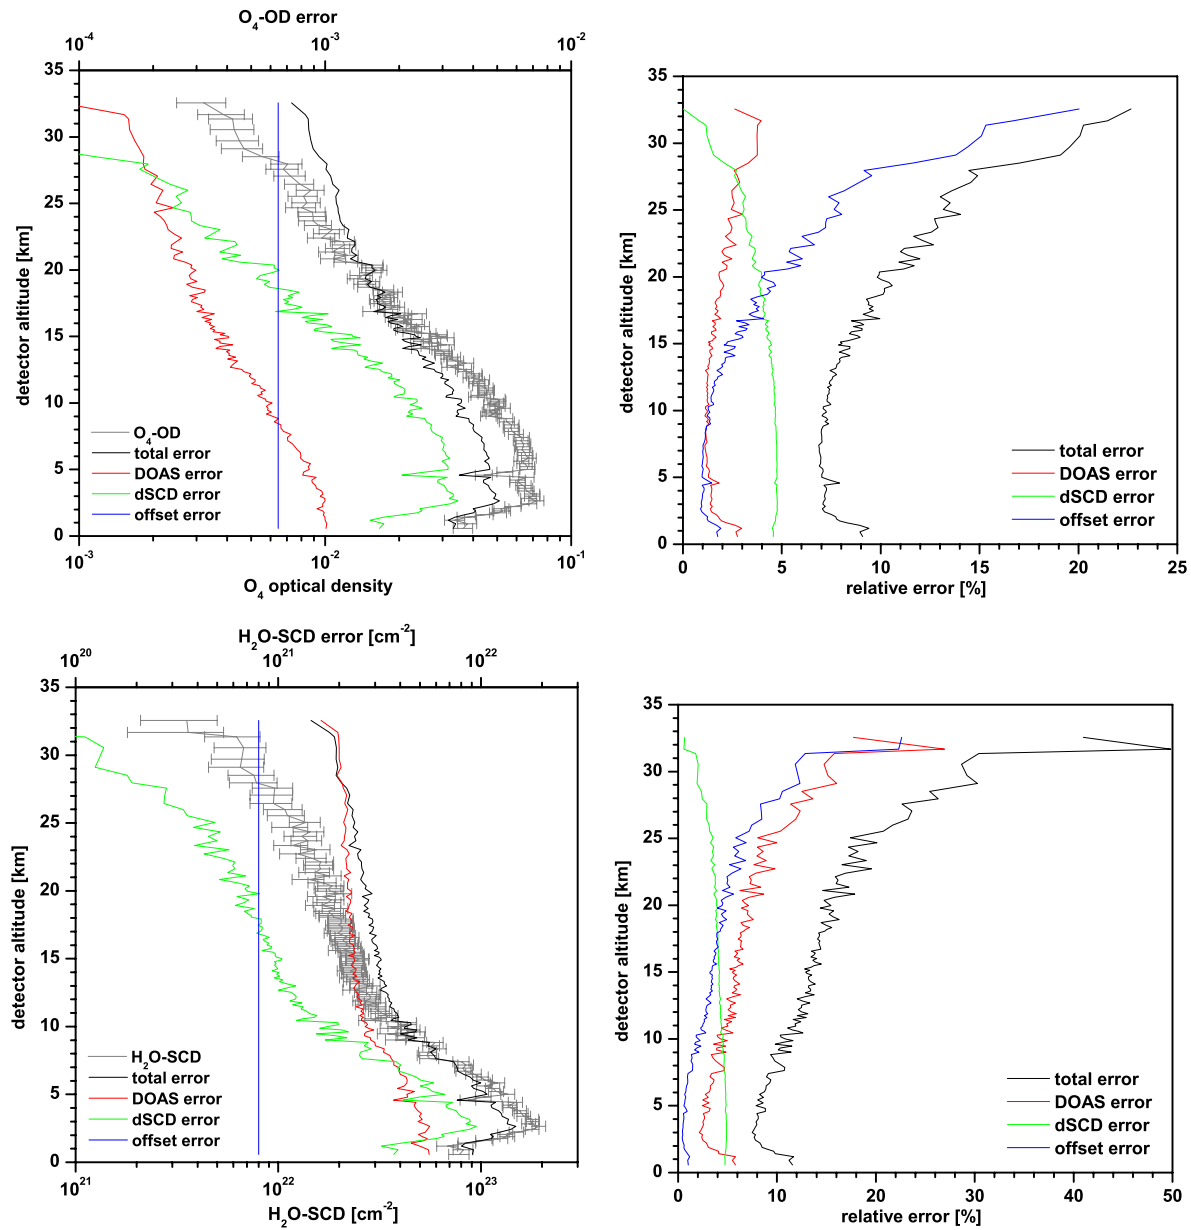 O4-OD error
10-4 10-3 10-2
35
30
25
20
15
10
5
0
detector altitude [km]
O4-OD
total error
DOAS error
dSCD error
offset error
10-3 10-2 10-1
O4 optical density
35
30
25
20
15
10
5
0
detector altitude [km]
total error
DOAS error
dSCD error
offset error
0 5 10 15 20 25
relative error [%]
H2O-SCD error [cm-2]
1020 1021 1022
35
30
25
20
15
10
5
0
detector altitude [km]
H2O-SCD
total error
DOAS error
dSCD error
offset error
1021 1022 1023
H2O-SCD [cm-2]
35
30
25
20
15
10
5
0
detector altitude [km]
total error
DOAS error
dSCD error
offset error
0 10 20 30 40 50
relative error [%]